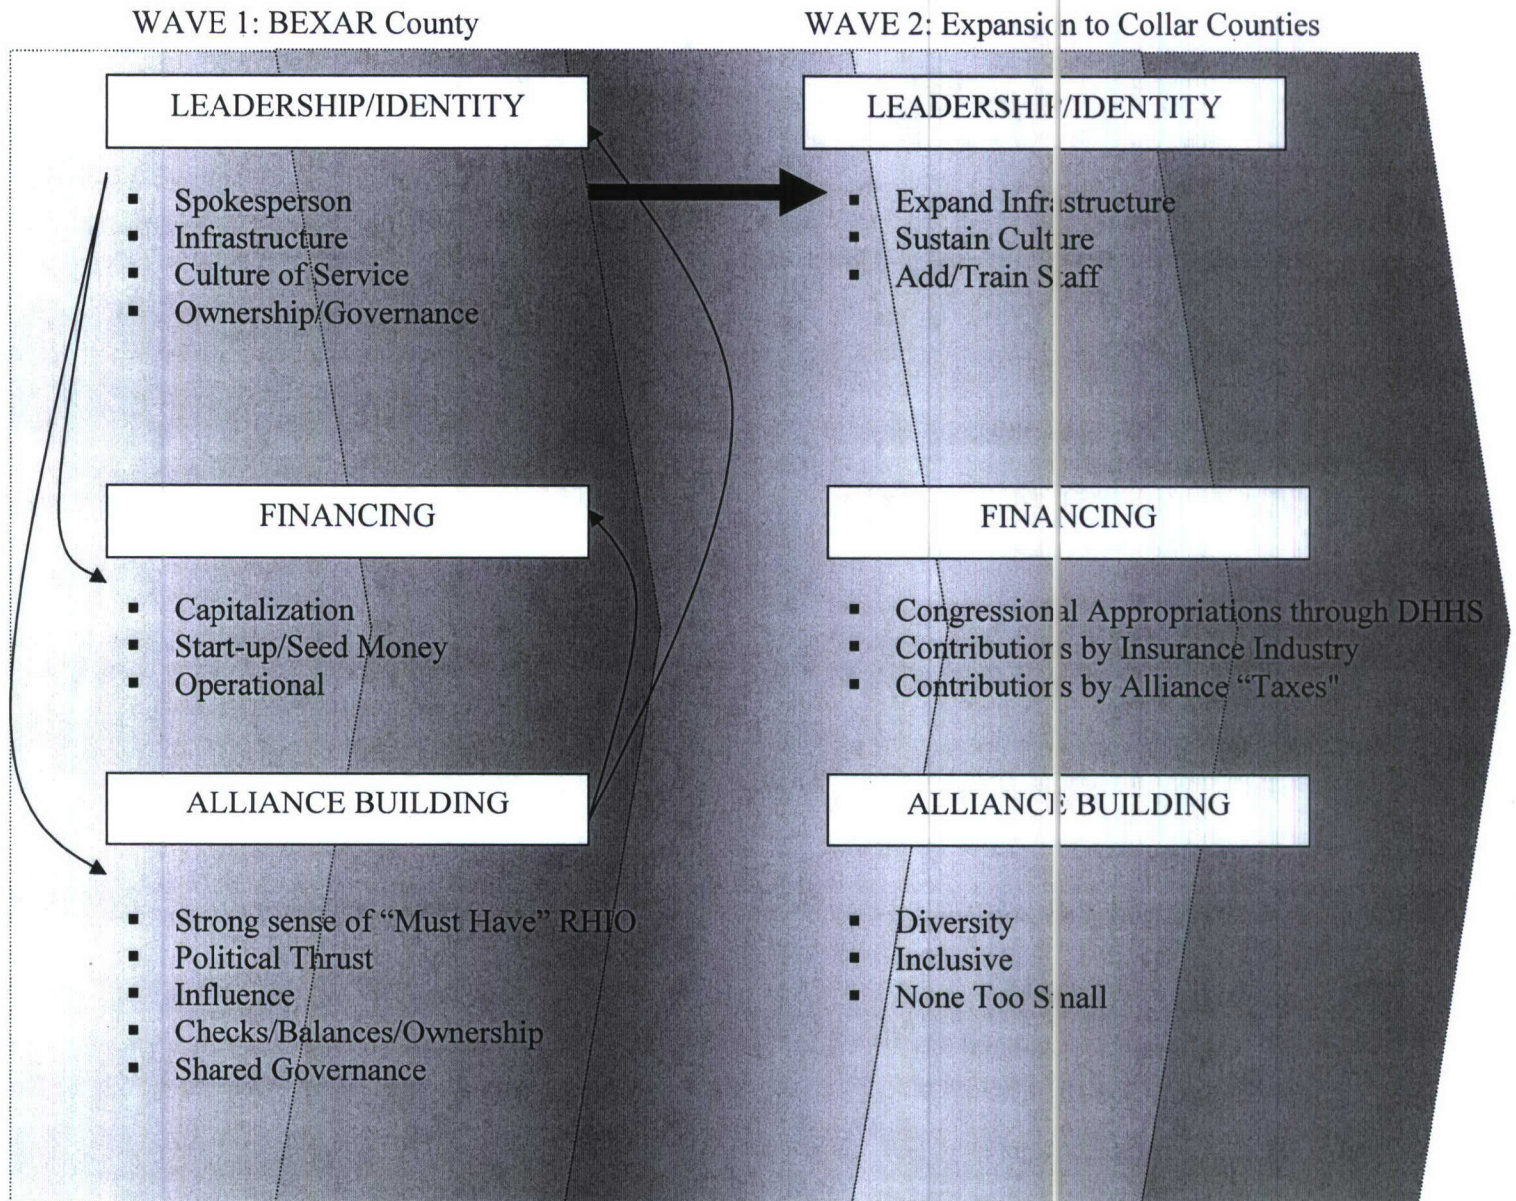 WAVE 1: BEXAR County
LEADERSHIP/IDENTITY
▪ Spokesperson
▪ Infrastructure
▪ Culture of Service
▪ Ownership/Governance
FINANCING
▪ Capitalization
▪ Start-up/Seed Money
▪ Operational
ALLIANCE BUILDING
▪ Strong sense of “Must Have” RHIO
▪ Political Thrust
▪ Influence
▪ Checks/Balances/Ownership
▪ Shared Governance
WAVE 2: Expansion to Collar Counties
LEADERSHIP/IDENTITY
▪ Expand Infrastructure
▪ Sustain Culture
▪ Add/Train Staff
FINANCING
▪ Congressional Appropriations through DHHS
▪ Contributions by Insurance Industry
▪ Contributions by Alliance “Taxes"
ALLIANCE BUILDING
▪ Diversity
▪ Inclusive
▪ None Too Small